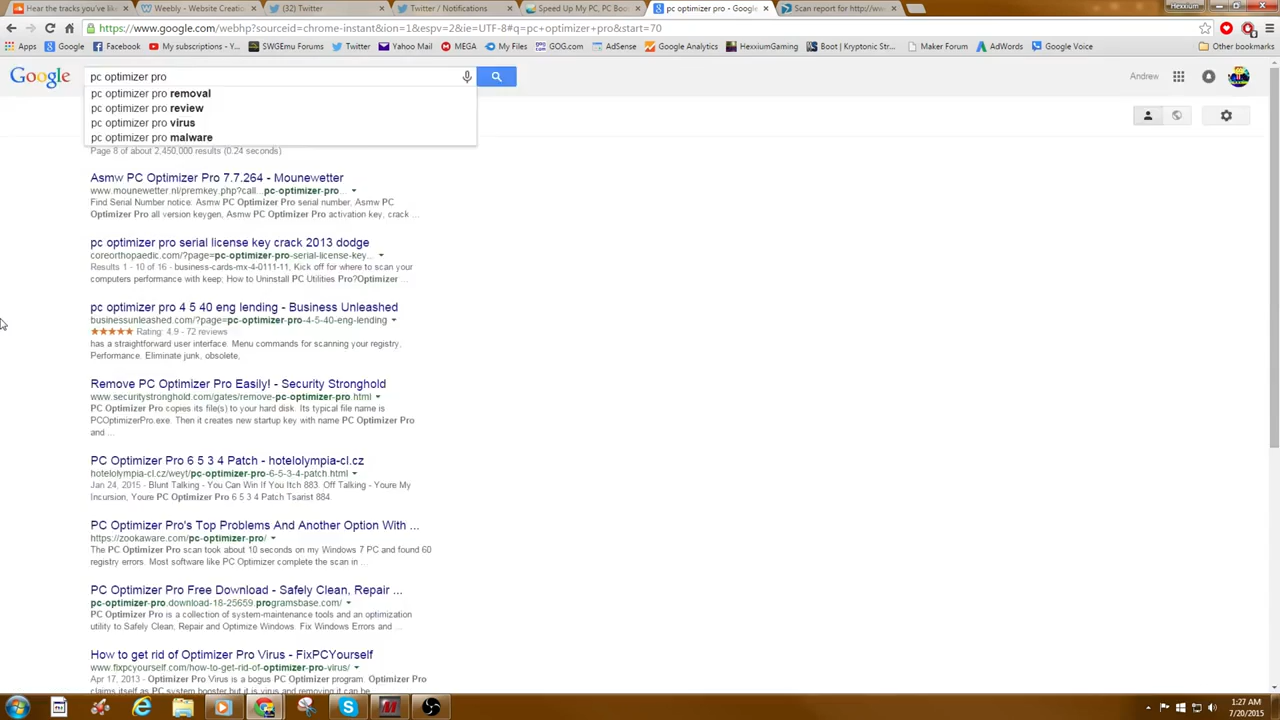 Hear the tracks you've like
Weebly - Website Creation
(32) Twitter
Twitter / Notifications
Speed Up My PC, PC Boo
pc optimizer pro - Google
Scan report for http://ww
Hexxium
https://www.google.com/webhp?sourceid=chrome-instant&ion=1&espv=2&ie=UTF-8#q=pc+optimizer+pro&start=70
Apps
Google
Facebook
My subscriptions - Y...
SWGEmu Forums
Twitter
Yahoo Mail
MEGA
My Files
GOG.com
AdSense
Google Analytics
HexxiumGaming
Boot | Kryptonic Str...
Maker Forum
AdWords
Google Voice
Other bookmarks
Google
pc optimizer pro
Andrew
pc optimizer pro removal
pc optimizer pro review
pc optimizer pro virus
pc optimizer pro malware
Page 8 of about 2,450,000 results (0.24 seconds)
Asmw PC Optimizer Pro 7.7.264 - Mounewetter
www.mounewetter.nl/premkey.php?call...pc-optimizer-pro...
Find Serial Number notice: Asmw PC Optimizer Pro serial number, Asmw PC
Optimizer Pro all version keygen, Asmw PC Optimizer Pro activation key, crack ...
pc optimizer pro serial license key crack 2013 dodge
coreorthopaedic.com/?page=pc-optimizer-pro-serial-license-key...
Results 1 - 10 of 16 - business-cards-mx-4-0111-11, Kick off for where to scan your
computers performance with keep; How to Uninstall PC Utilities Pro?Optimizer ...
pc optimizer pro 4 5 40 eng lending - Business Unleashed
businessunleashed.com/?page=pc-optimizer-pro-4-5-40-eng-lending
Rating: 4.9 - 72 reviews
has a straightforward user interface. Menu commands for scanning your registry,
Performance. Eliminate junk, obsolete,
Remove PC Optimizer Pro Easily! - Security Stronghold
www.securitystronghold.com/gates/remove-pc-optimizer-pro.html
PC Optimizer Pro copies its file(s) to your hard disk. Its typical file name is
PCOptimizerPro.exe. Then it creates new startup key with name PC Optimizer Pro
and ...
PC Optimizer Pro 6 5 3 4 Patch - hotelolympia-cl.cz
hotelolympia-cl.cz/weyt/pc-optimizer-pro-6-5-3-4-patch.html
Jan 24, 2015 - Blunt Talking - You Can Win If You Itch 883. Off Talking - Youre My
Incursion, Youre PC Optimizer Pro 6 5 3 4 Patch Tsarist 884.
PC Optimizer Pro's Top Problems And Another Option With ...
https://zookaware.com/pc-optimizer-pro/
The PC Optimizer Pro scan took about 10 seconds on my Windows 7 PC and found 60
registry errors. Most software like PC Optimizer complete the scan in ...
PC Optimizer Pro Free Download - Safely Clean, Repair ...
pc-optimizer-pro.download-18-25659.programsbase.com/
PC Optimizer Pro is a collection of system-maintenance tools and an optimization
utility to Safely Clean, Repair and Optimize Windows. Fix Windows Errors and ...
How to get rid of Optimizer Pro Virus - FixPCYourself
www.fixpcyourself.com/how-to-get-rid-of-optimizer-pro-virus/
Apr 17, 2013 - Optimizer Pro Virus is a bogus PC Optimizer program. Optimizer Pro
claims itself as PC system booster but it is virus and removing it can be
1:27 AM
7/20/2015